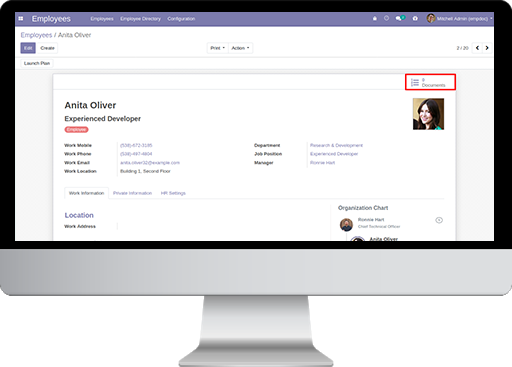 Employees Employees Employee Directory Configuration Mitchell Admin (empdoc)
Employees / Anita Oliver
Edit Create Print Action 2 / 20
Launch Plan
0
Documents
Anita Oliver
Experienced Developer
Employee
Work Mobile (538)-672-3185
Work Phone (538)-497-4804
Work Email anita.oliver32@example.com
Work Location Building 1, Second Floor
Department Research & Development
Job Position Experienced Developer
Manager Ronnie Hart
Work Information Private Information HR Settings
Location
Work Address
Organization Chart
Ronnie Hart
Chief Technical Officer
Anita Oliver